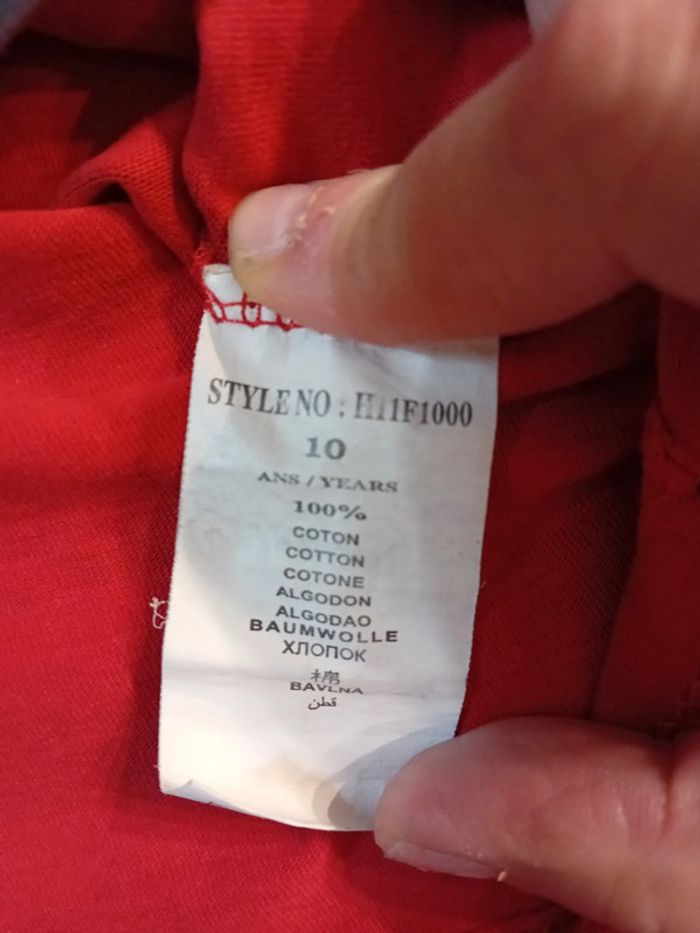 STYLE NO : H11F1000
10
ANS / YEARS
100%
COTON
COTTON
COTONE
ALGODON
ALGODAO
BAUMWOLLE
ХЛОПОК
棉
BAVLNA
قطن